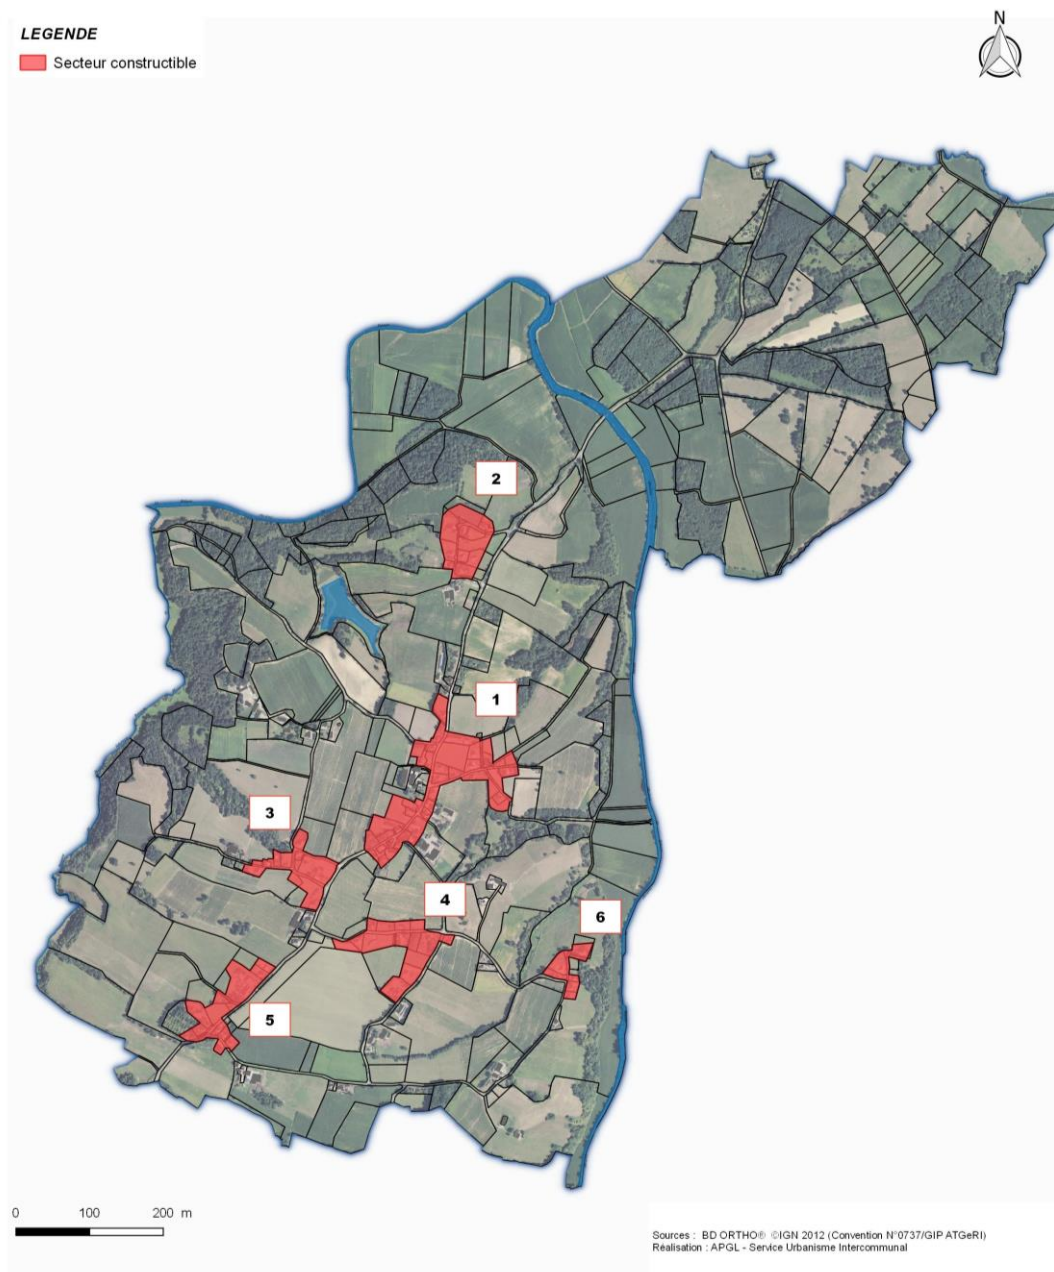 LEGENDE
N
Secteur constructible
2
1
3
4
6
5
0 100 200 m
Sources : BD ORTHO® ©IGN 2012 (Convention N°0737/GIP ATGeRI)
Réalisation : APGL - Service Urbanisme Intercommunal